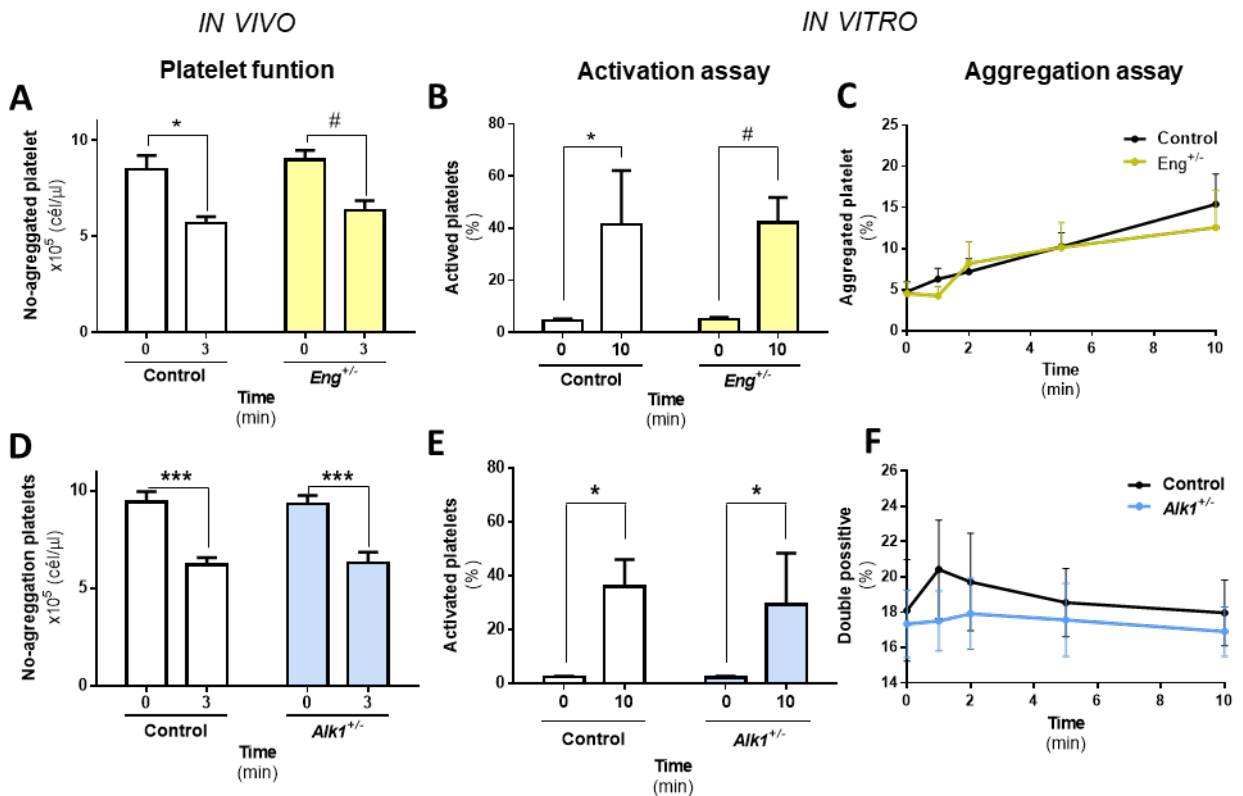 IN VIVO
IN VITRO
Platelet funtion
Activation assay
Aggregation assay
A
No-agreggated platelet
x10⁵ (cél/µl)
10
5
0
*
#
0 3 0 3
Control Eng+/-
Time
(min)
B
Actived platelets
(%)
80
60
40
20
0
*
#
0 10 0 10
Control Eng+/-
Time
(min)
C
Aggregated platelet
(%)
25
20
15
10
5
0
Control
Eng+/-
0 2 4 6 8 10
Time
(min)
D
No-agreggation platelets
x10⁵ (cél/µl)
10
5
0
***
***
0 3 0 3
Control Alk1+/-
Time
(min)
E
Activated platelets
(%)
80
60
40
20
0
*
*
0 10 0 10
Control Alk1+/-
Time
(min)
F
Double possitive
(%)
26
24
22
20
18
16
14
Control
Alk1+/-
0 2 4 6 8 10
Time
(min)